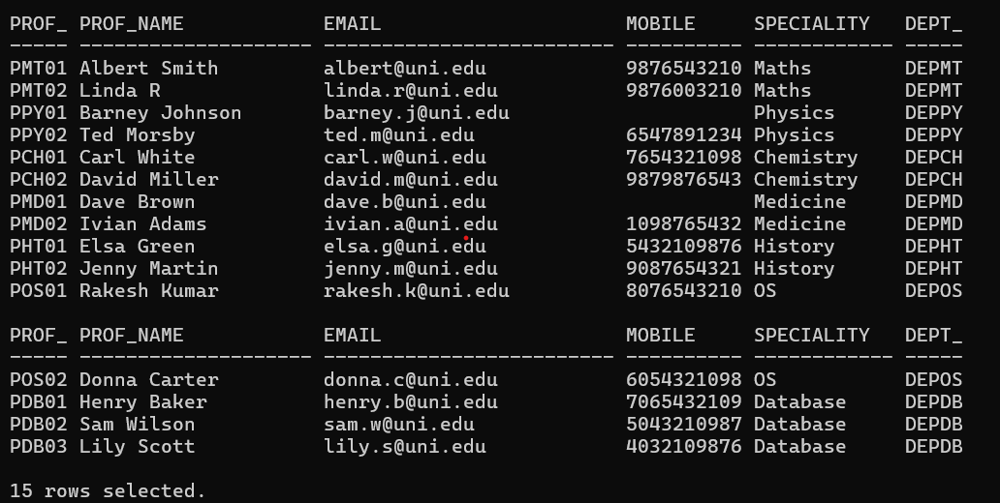 PROF_ PROF_NAME            EMAIL                     MOBILE     SPECIALITY   DEPT_
----- -------------------- ------------------------- ---------- ------------ -----
PMT01 Albert Smith         albert@uni.edu            9876543210 Maths        DEPMT
PMT02 Linda R              linda.r@uni.edu           9876003210 Maths        DEPMT
PPY01 Barney Johnson       barney.j@uni.edu                     Physics      DEPPY
PPY02 Ted Morsby           ted.m@uni.edu             6547891234 Physics      DEPPY
PCH01 Carl White           carl.w@uni.edu            7654321098 Chemistry    DEPCH
PCH02 David Miller         david.m@uni.edu           9879876543 Chemistry    DEPCH
PMD01 Dave Brown           dave.b@uni.edu                       Medicine     DEPMD
PMD02 Ivian Adams          ivian.a@uni.edu           1098765432 Medicine     DEPMD
PHT01 Elsa Green           elsa.g@uni.edu            5432109876 History      DEPHT
PHT02 Jenny Martin         jenny.m@uni.edu           9087654321 History      DEPHT
POS01 Rakesh Kumar         rakesh.k@uni.edu          8076543210 OS           DEPOS

PROF_ PROF_NAME            EMAIL                     MOBILE     SPECIALITY   DEPT_
----- -------------------- ------------------------- ---------- ------------ -----
POS02 Donna Carter         donna.c@uni.edu           6054321098 OS           DEPOS
PDB01 Henry Baker          henry.b@uni.edu           7065432109 Database     DEPDB
PDB02 Sam Wilson           sam.w@uni.edu             5043210987 Database     DEPDB
PDB03 Lily Scott           lily.s@uni.edu            4032109876 Database     DEPDB

15 rows selected.